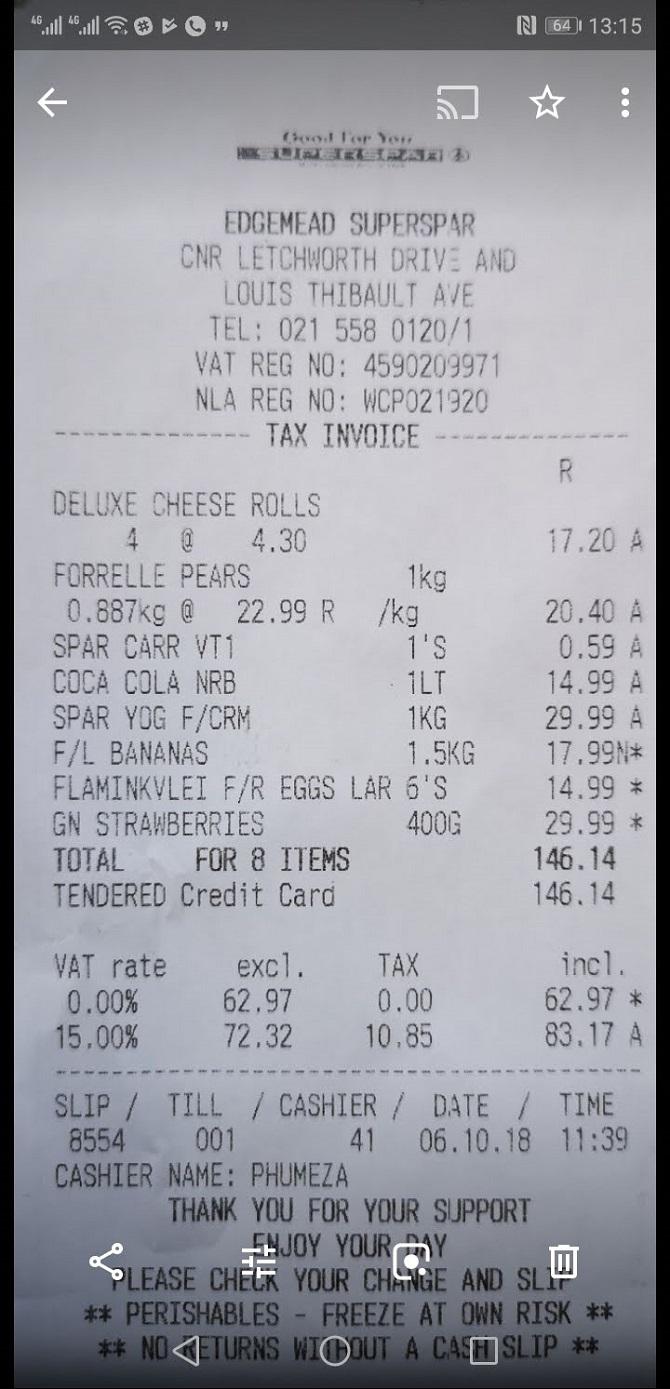 4G 4G 64 13:15
Good For You
SUPERSPAR
EDGEMEAD SUPERSPAR
CNR LETCHWORTH DRIVE AND
LOUIS THIBAULT AVE
TEL: 021 558 0120/1
VAT REG NO: 4590209971
NLA REG NO: WCP021920
-------------- TAX INVOICE --------------
R
DELUXE CHEESE ROLLS
4 @ 4.30 17.20 A
FORRELLE PEARS 1kg
0.887kg @ 22.99 R /kg 20.40 A
SPAR CARR VT1 1'S 0.59 A
COCA COLA NRB 1LT 14.99 A
SPAR YOG F/CRM 1KG 29.99 A
F/L BANANAS 1.5KG 17.99N*
FLAMINKVLEI F/R EGGS LAR 6'S 14.99 *
GN STRAWBERRIES 400G 29.99 *
TOTAL FOR 8 ITEMS 146.14
TENDERED Credit Card 146.14
VAT rate excl. TAX incl.
0.00% 62.97 0.00 62.97 *
15.00% 72.32 10.85 83.17 A
SLIP / TILL / CASHIER / DATE / TIME
8554 001 41 06.10.18 11:39
CASHIER NAME: PHUMEZA
THANK YOU FOR YOUR SUPPORT
ENJOY YOUR DAY
PLEASE CHECK YOUR CHANGE AND SLIP
** PERISHABLES - FREEZE AT OWN RISK **
** NO RETURNS WITHOUT A CASH SLIP **